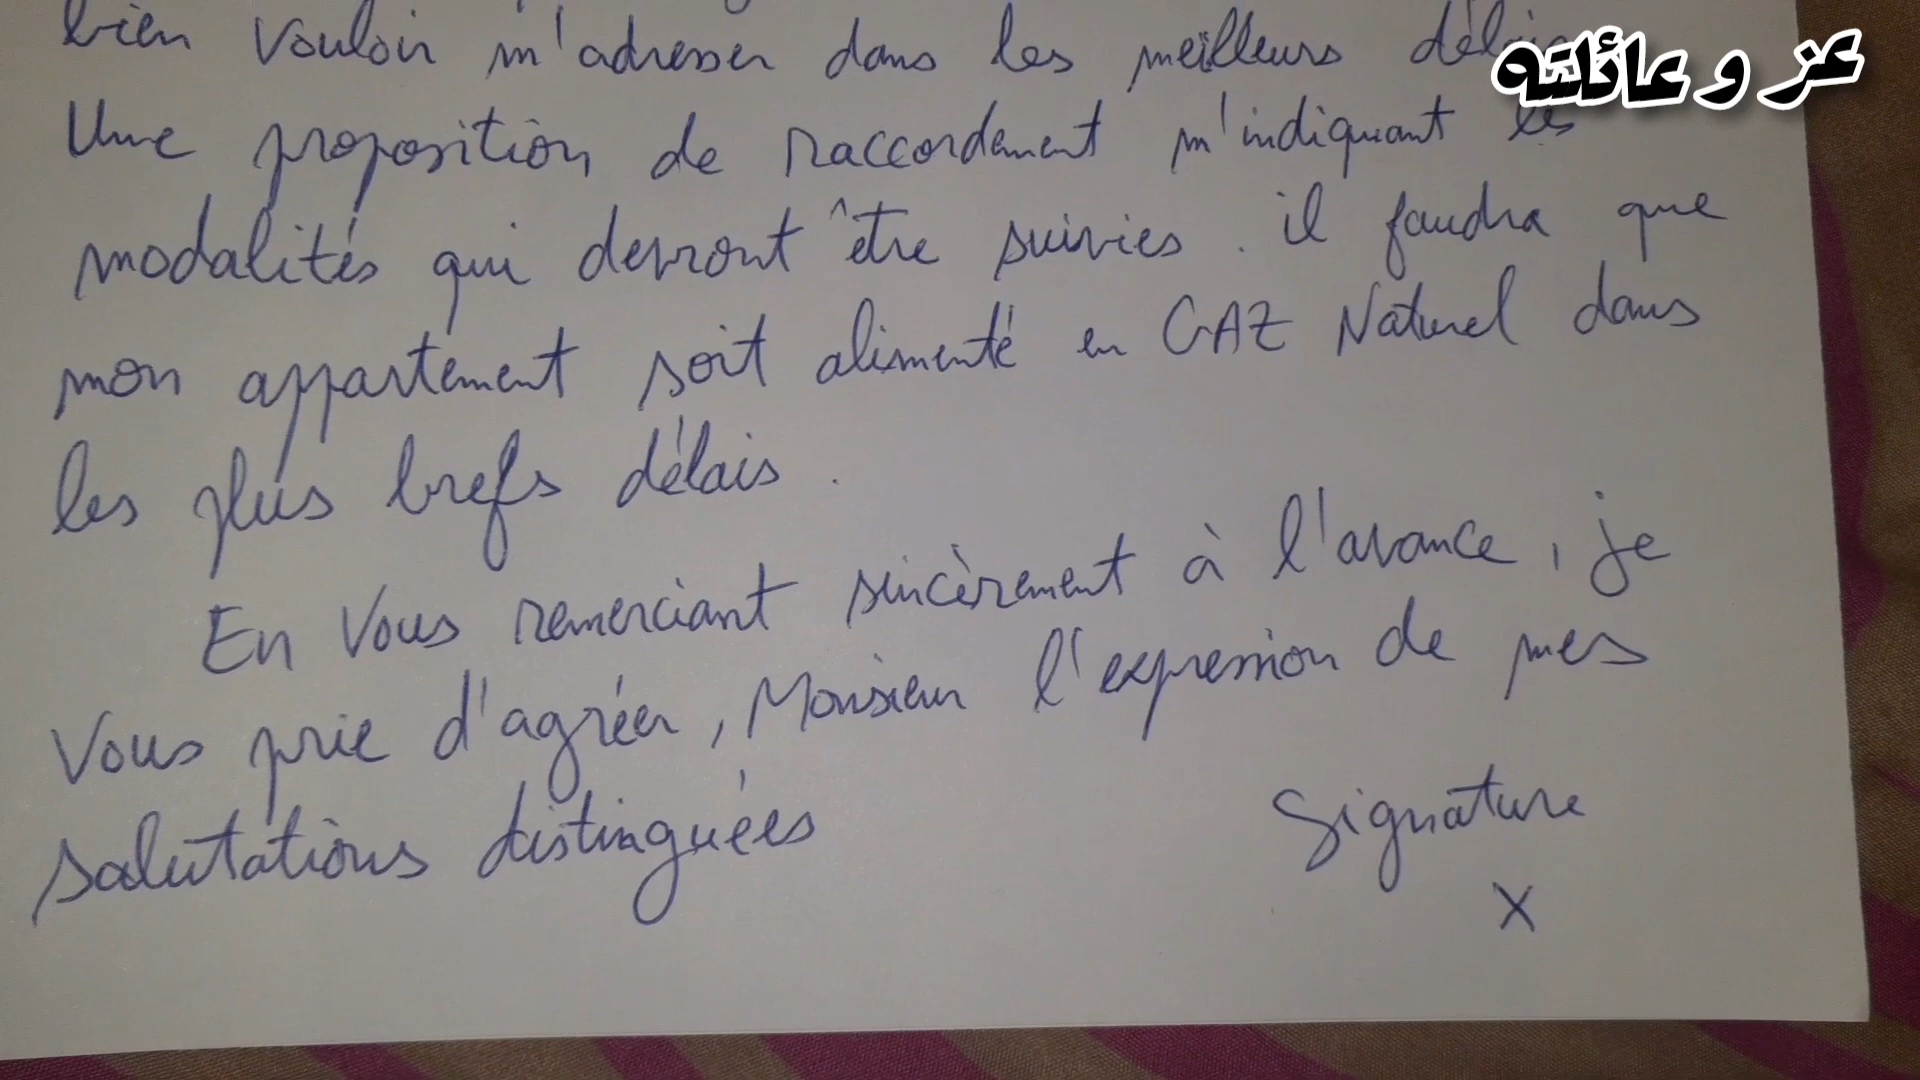 bien vouloir m'adresser dans les meilleurs délais
عز و عائلته
Une proposition de raccordement m'indiquant les
modalités qui devront être suivies. il faudra que
mon appartement soit alimenté en GAZ Naturel dans
les plus brefs délais.
En Vous remerciant sincèrement à l'avance, je
Vous prie d'agréer, Monsieur l'expression de mes
salutations distinguées
Signature
X